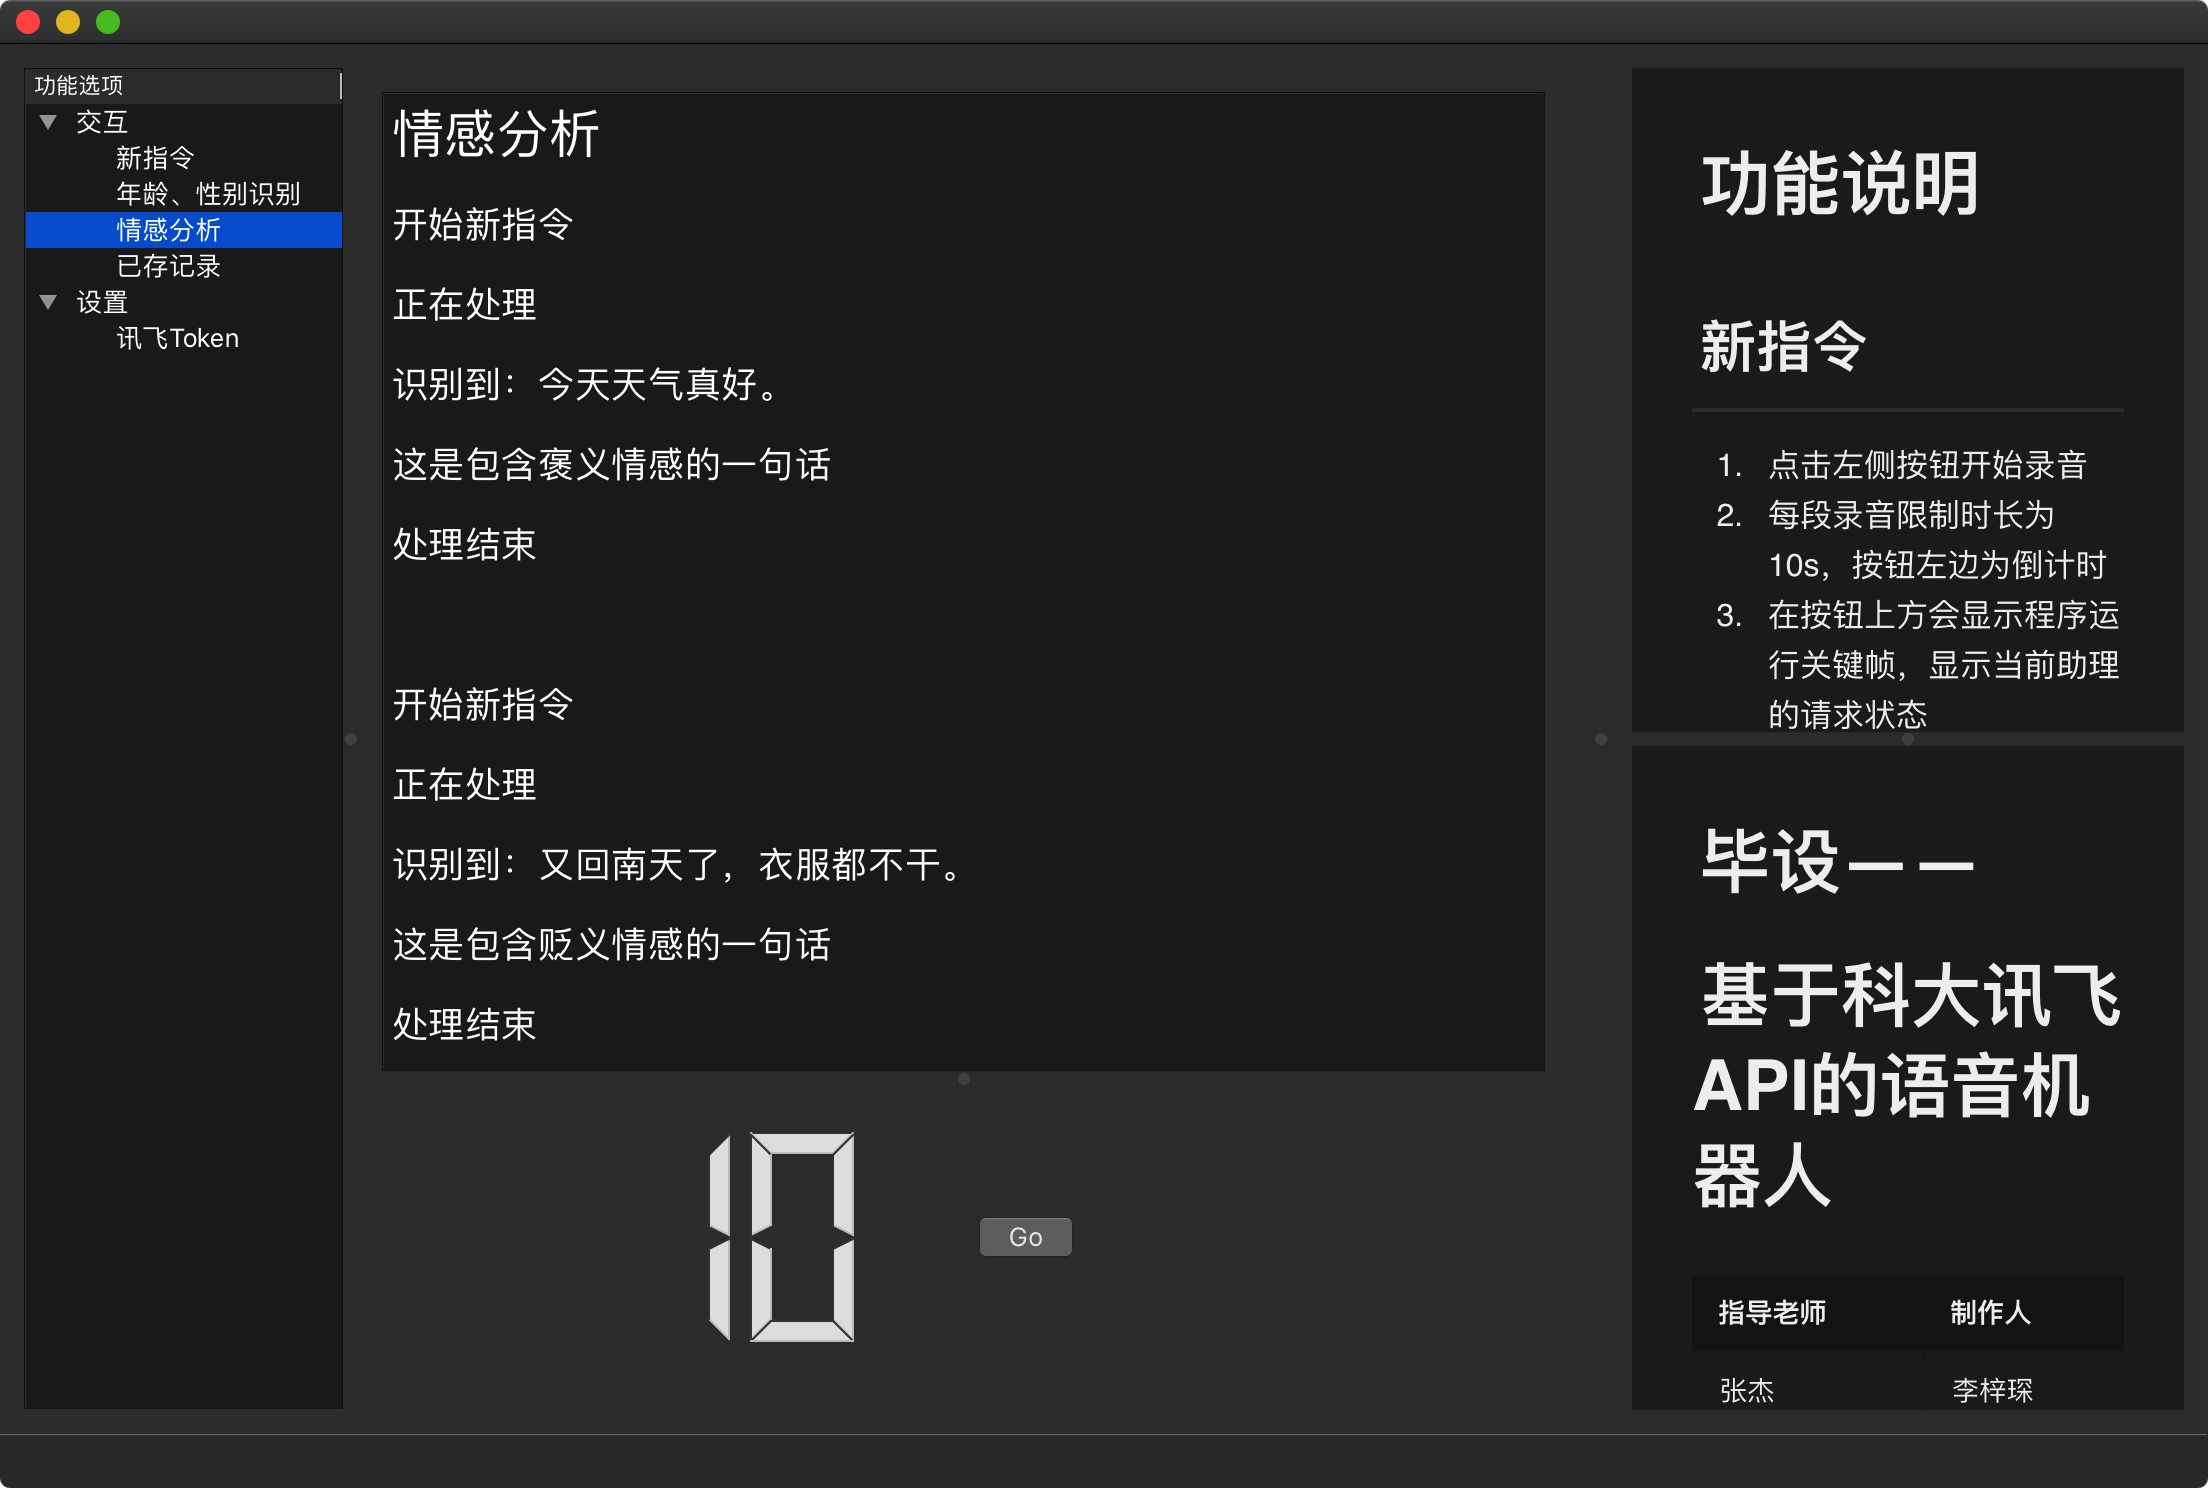 功能选项
交互
新指令
年龄、性别识别
情感分析
已存记录
设置
讯飞Token
情感分析
开始新指令
正在处理
识别到：今天天气真好。
这是包含褒义情感的一句话
处理结束
开始新指令
正在处理
识别到：又回南天了，衣服都不干。
这是包含贬义情感的一句话
处理结束
10
Go
功能说明
新指令
1. 点击左侧按钮开始录音
2. 每段录音限制时长为
10s，按钮左边为倒计时
3. 在按钮上方会显示程序运
行关键帧，显示当前助理
的请求状态
毕设——
基于科大讯飞
API的语音机
器人
指导老师 制作人
张杰 李梓琛